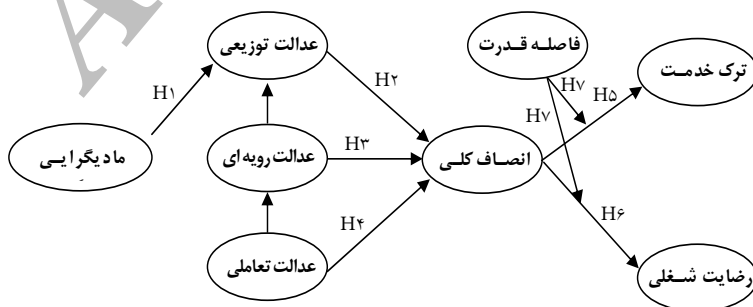 عدالت توزیعی
فاصله قدرت
ترک خدمت
H۱
H۲
H۷
H۵
H۷
مادیگرایی
عدالت رویه ای
H۳
انصاف کلی
H۴
H۶
عدالت تعاملی
رضایت شغلی